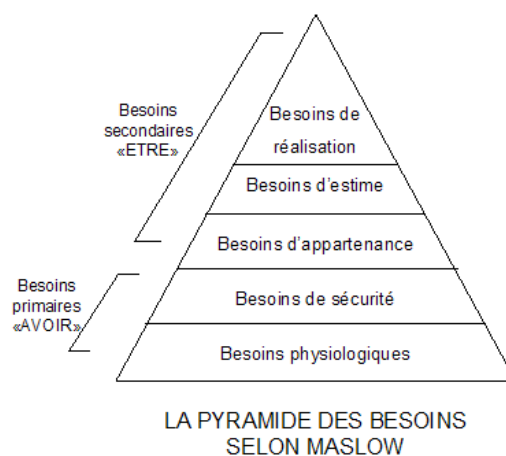 Besoins de
réalisation
Besoins
secondaires
«ETRE»
Besoins d'estime
Besoins d'appartenance
Besoins
primaires
«AVOIR»
Besoins de sécurité
Besoins physiologiques
LA PYRAMIDE DES BESOINS
SELON MASLOW